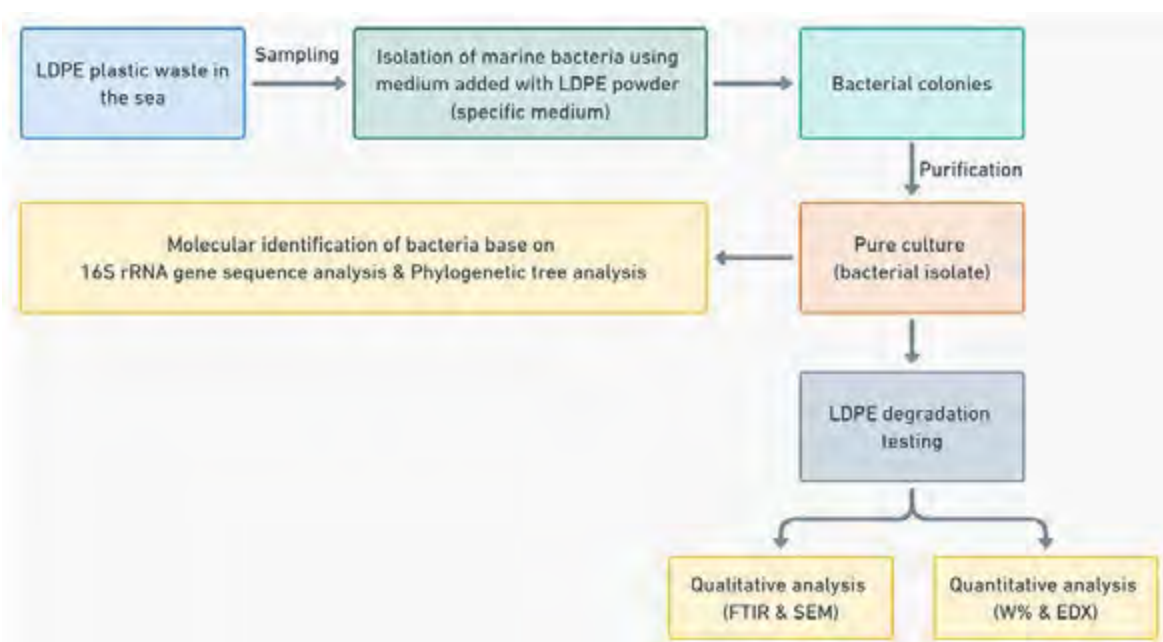 LDPE plastic waste in
the sea
Sampling
Isolation of marine bacteria using
medium added with LDPE powder
(specific medium)
Bacterial colonies
Purification
Molecular identification of bacteria base on
16S rRNA gene sequence analysis & Phylogenetic tree analysis
Pure culture
(bacterial isolate)
LDPE degradation
testing
Qualitative analysis
(FTIR & SEM)
Quantitative analysis
(W% & EDX)